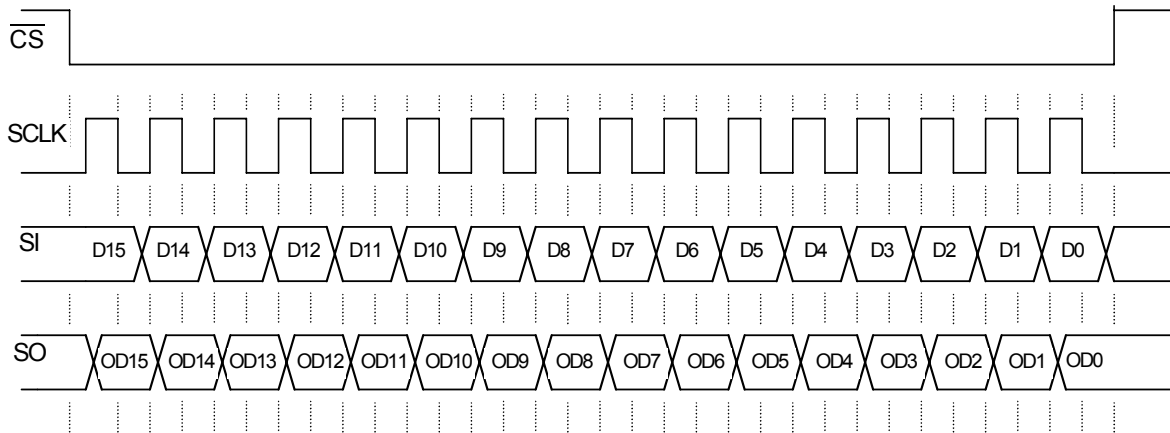 CS
SCLK
SI D15 D14 D13 D12 D11 D10 D9 D8 D7 D6 D5 D4 D3 D2 D1 D0
SO OD15 OD14 OD13 OD12 OD11 OD10 OD9 OD8 OD7 OD6 OD5 OD4 OD3 OD2 OD1 OD0